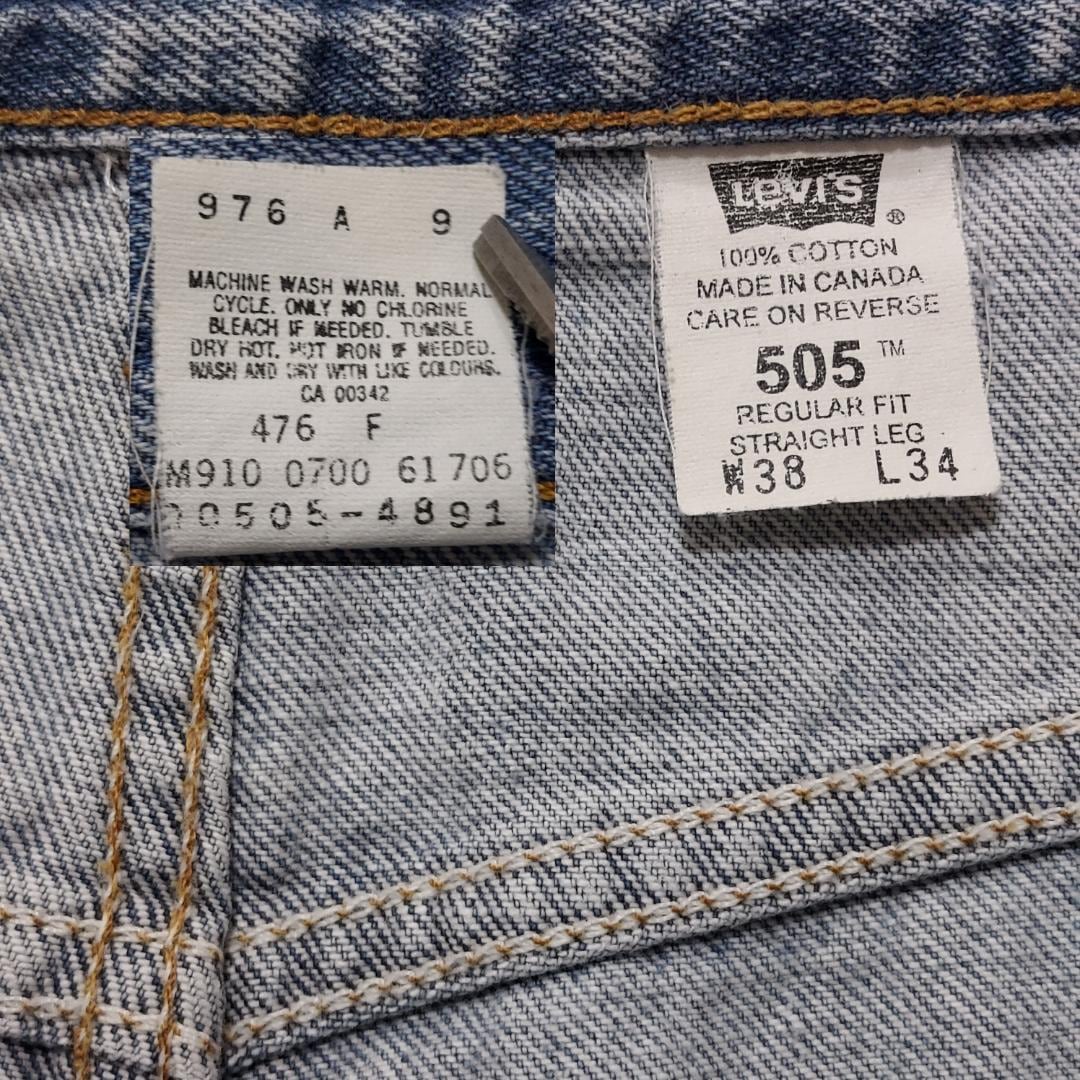 976 A 9
MACHINE WASH WARM. NORMAL
CYCLE. ONLY NO CHLORINE
BLEACH IF NEEDED. TUMBLE
DRY HOT. HOT IRON IF NEEDED.
WASH AND DRY WITH LIKE COLOURS.
CA 00342
476 F
M910 0700 61706
00505-4891
Levi's ®
100% COTTON
MADE IN CANADA
CARE ON REVERSE
505 ™
REGULAR FIT
STRAIGHT LEG
W38 L34